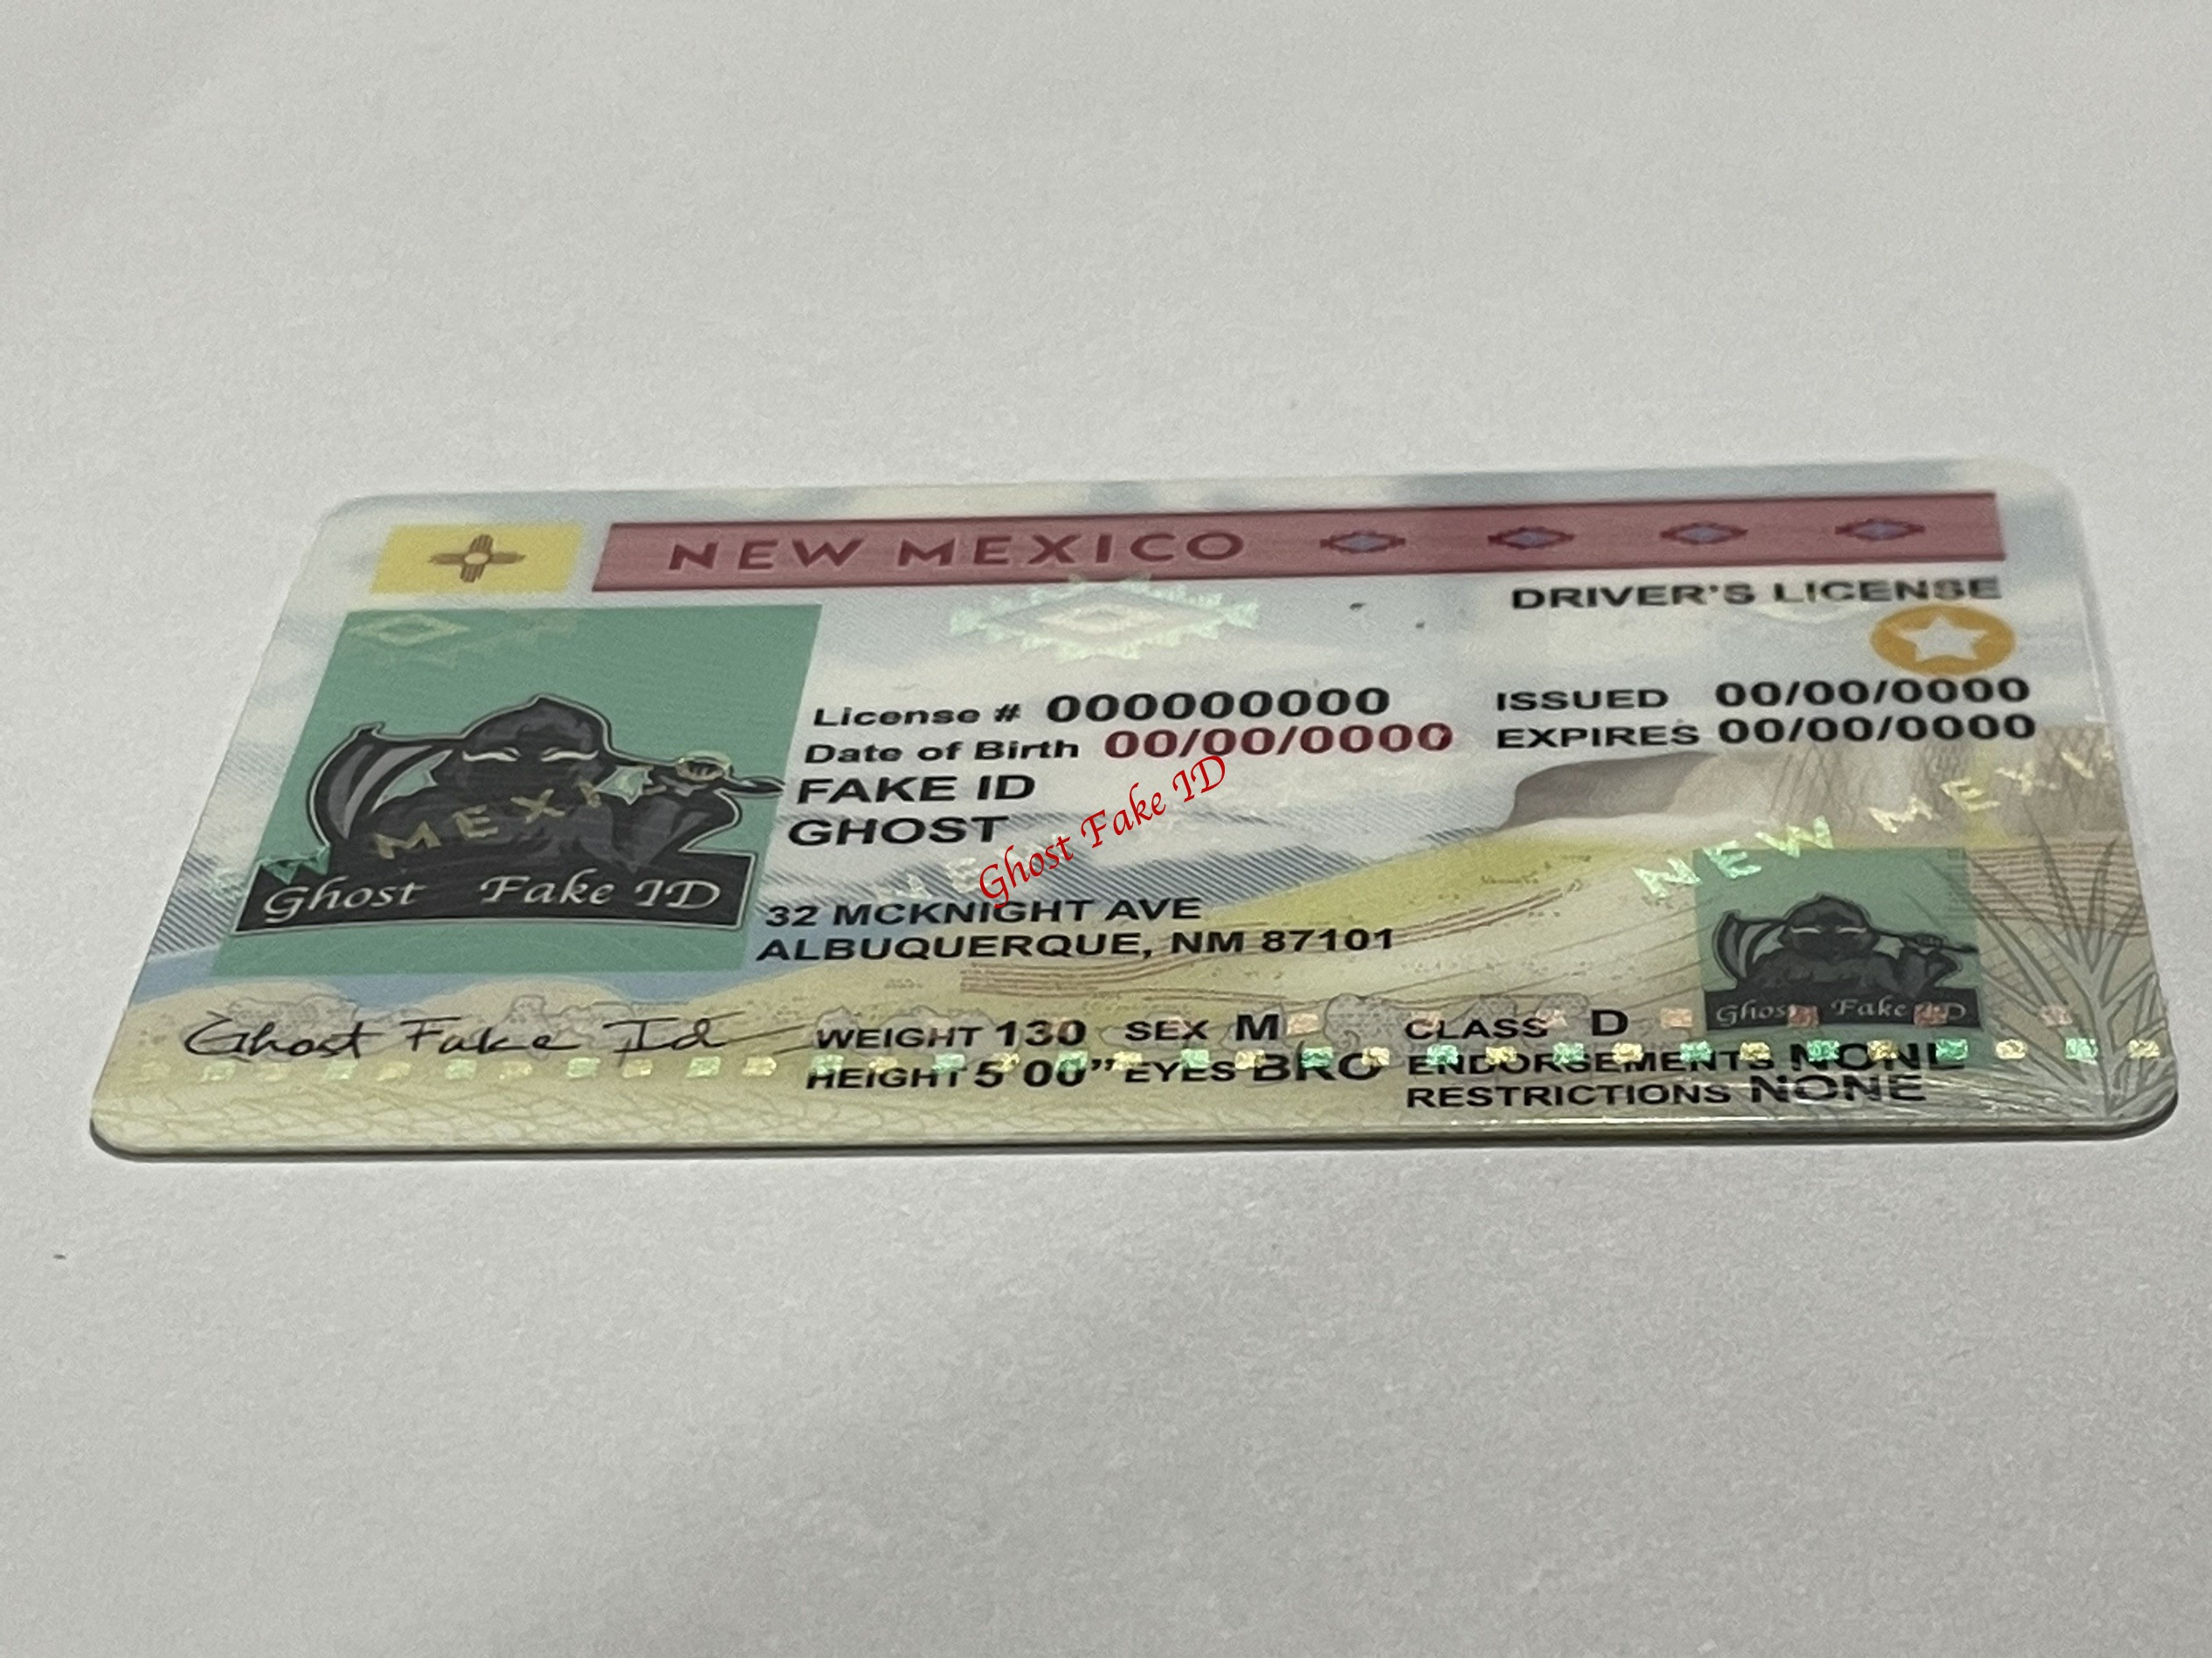 NEW MEXICO
DRIVER'S LICENSE
License # 000000000
ISSUED 00/00/0000
Date of Birth 00/00/0000
EXPIRES 00/00/0000
FAKE ID
GHOST
Ghost Fake ID
32 MCKNIGHT AVE
ALBUQUERQUE, NM 87101
MEXI
Ghost Fake ID
NEW MEXI
Ghost Fake ID
Ghost Fake Id
WEIGHT 130 SEX M
CLASS D
HEIGHT 5 00" EYES BRO
ENDORSEMENTS NONE
RESTRICTIONS NONE